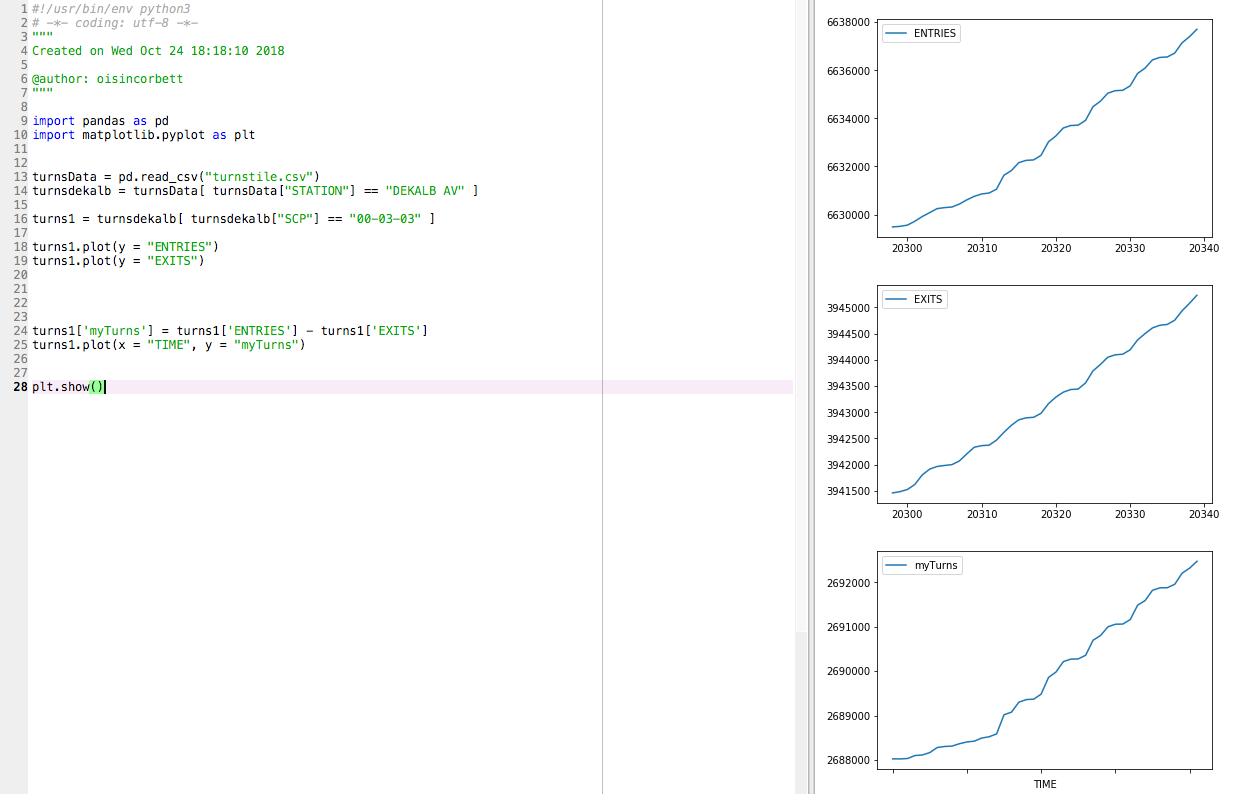 1 #!/usr/bin/env python3
2 # -*- coding: utf-8 -*-
3 """
4 Created on Wed Oct 24 18:18:10 2018
5
6 @author: oisincorbett
7 """
8
9 import pandas as pd
10 import matplotlib.pyplot as plt
11
12
13 turnsData = pd.read_csv("turnstile.csv")
14 turnsdekalb = turnsData[ turnsData["STATION"] == "DEKALB AV" ]
15
16 turns1 = turnsdekalb[ turnsdekalb["SCP"] == "00-03-03" ]
17
18 turns1.plot(y = "ENTRIES")
19 turns1.plot(y = "EXITS")
20
21
22
23
24 turns1['myTurns'] = turns1['ENTRIES'] - turns1['EXITS']
25 turns1.plot(x = "TIME", y = "myTurns")
26
27
28 plt.show()
ENTRIES
6638000
6636000
6634000
6632000
6630000
20300 20310 20320 20330 20340
EXITS
3945000
3944500
3944000
3943500
3943000
3942500
3942000
3941500
20300 20310 20320 20330 20340
myTurns
2692000
2691000
2690000
2689000
2688000
TIME